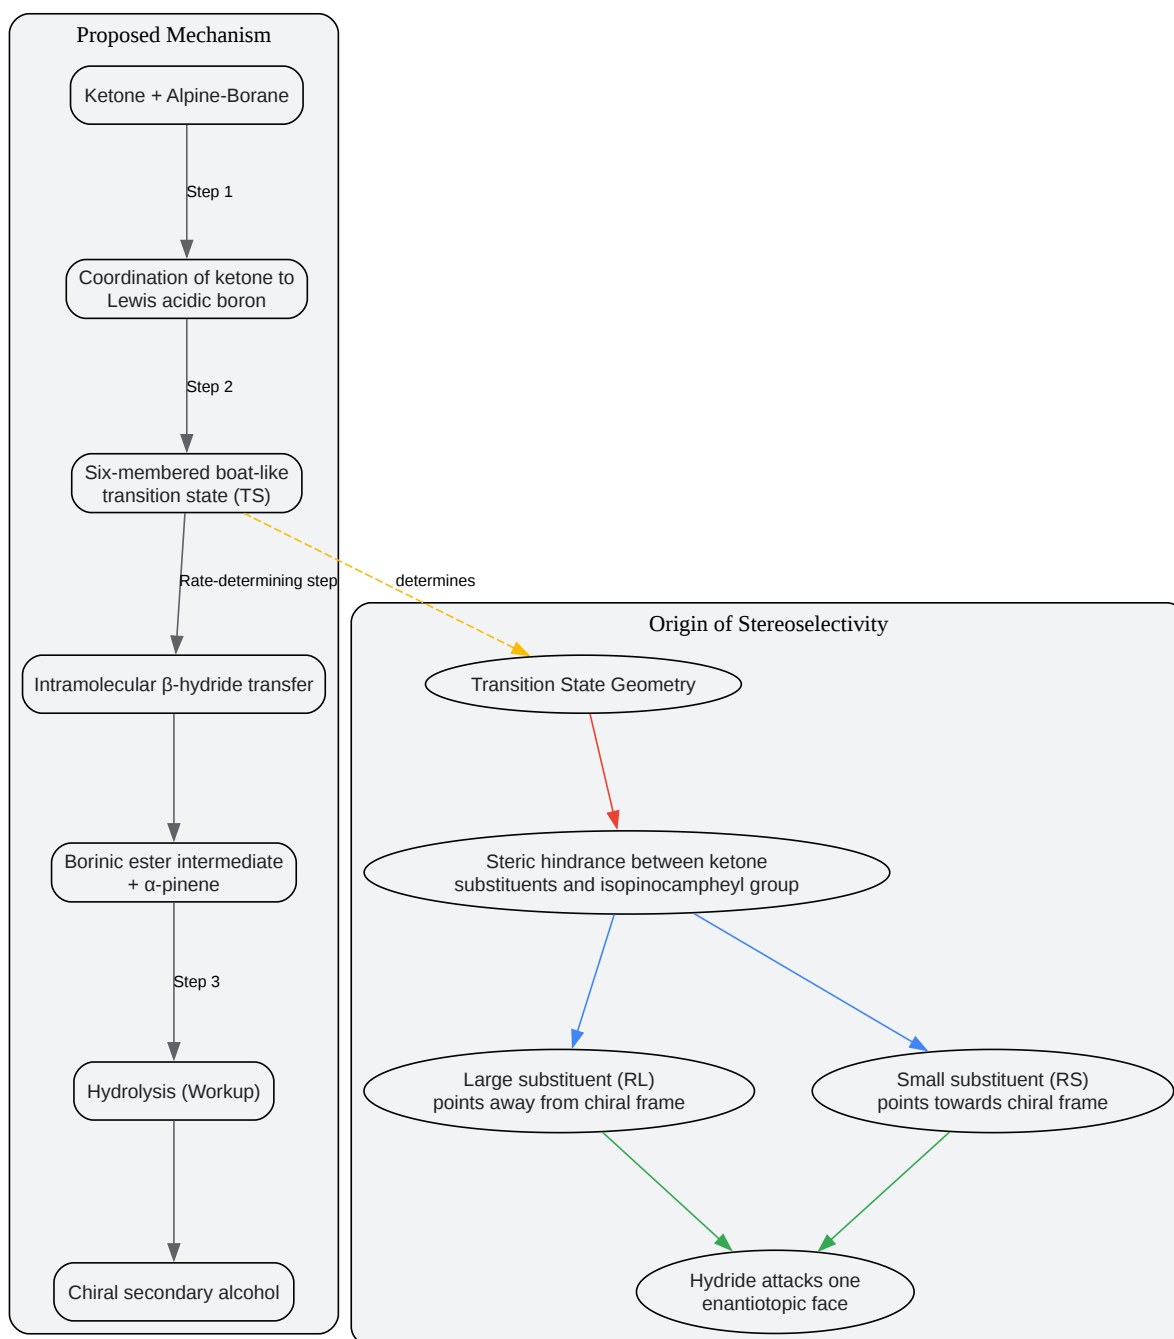 Proposed Mechanism
Ketone + Alpine-Borane
Step 1
Coordination of ketone to
Lewis acidic boron
Step 2
Six-membered boat-like
transition state (TS)
Rate-determining step
determines
Intramolecular β-hydride transfer
Borinic ester intermediate
+ α-pinene
Step 3
Hydrolysis (Workup)
Chiral secondary alcohol
Origin of Stereoselectivity
Transition State Geometry
Steric hindrance between ketone
substituents and isopinocampheyl group
Large substituent (RL)
points away from chiral frame
Small substituent (RS)
points towards chiral frame
Hydride attacks one
enantiotopic face